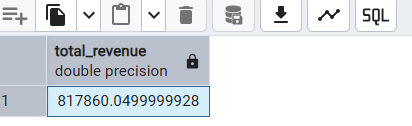 SQL
total_revenue
double precision
1 817860.0499999928